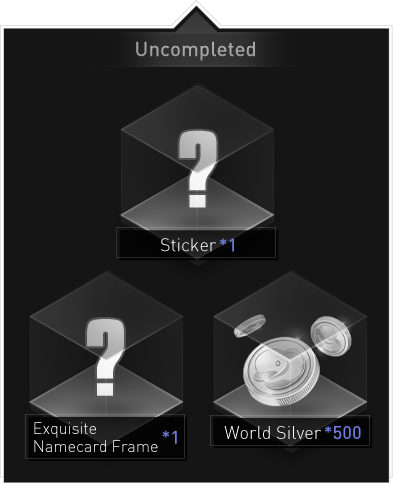 Uncompleted
?
Sticker *1
?
Exquisite
Namecard Frame *1
World Silver *500